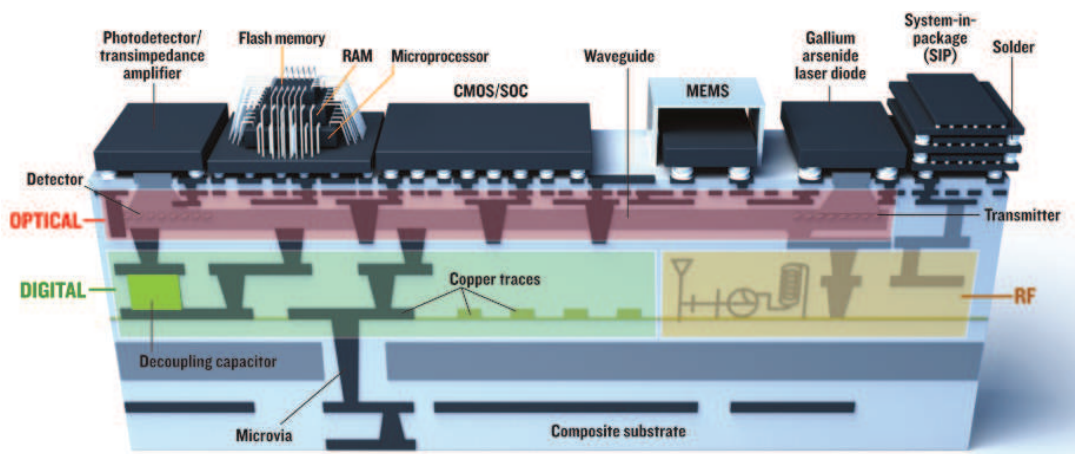 Photodetector/
transimpedance
amplifier
Flash memory
RAM
Microprocessor
CMOS/SOC
Waveguide
MEMS
Gallium
arsenide
laser diode
System-in-
package
(SIP)
Solder
Detector
OPTICAL
Transmitter
DIGITAL
Copper traces
RF
Decoupling capacitor
Microvia
Composite substrate